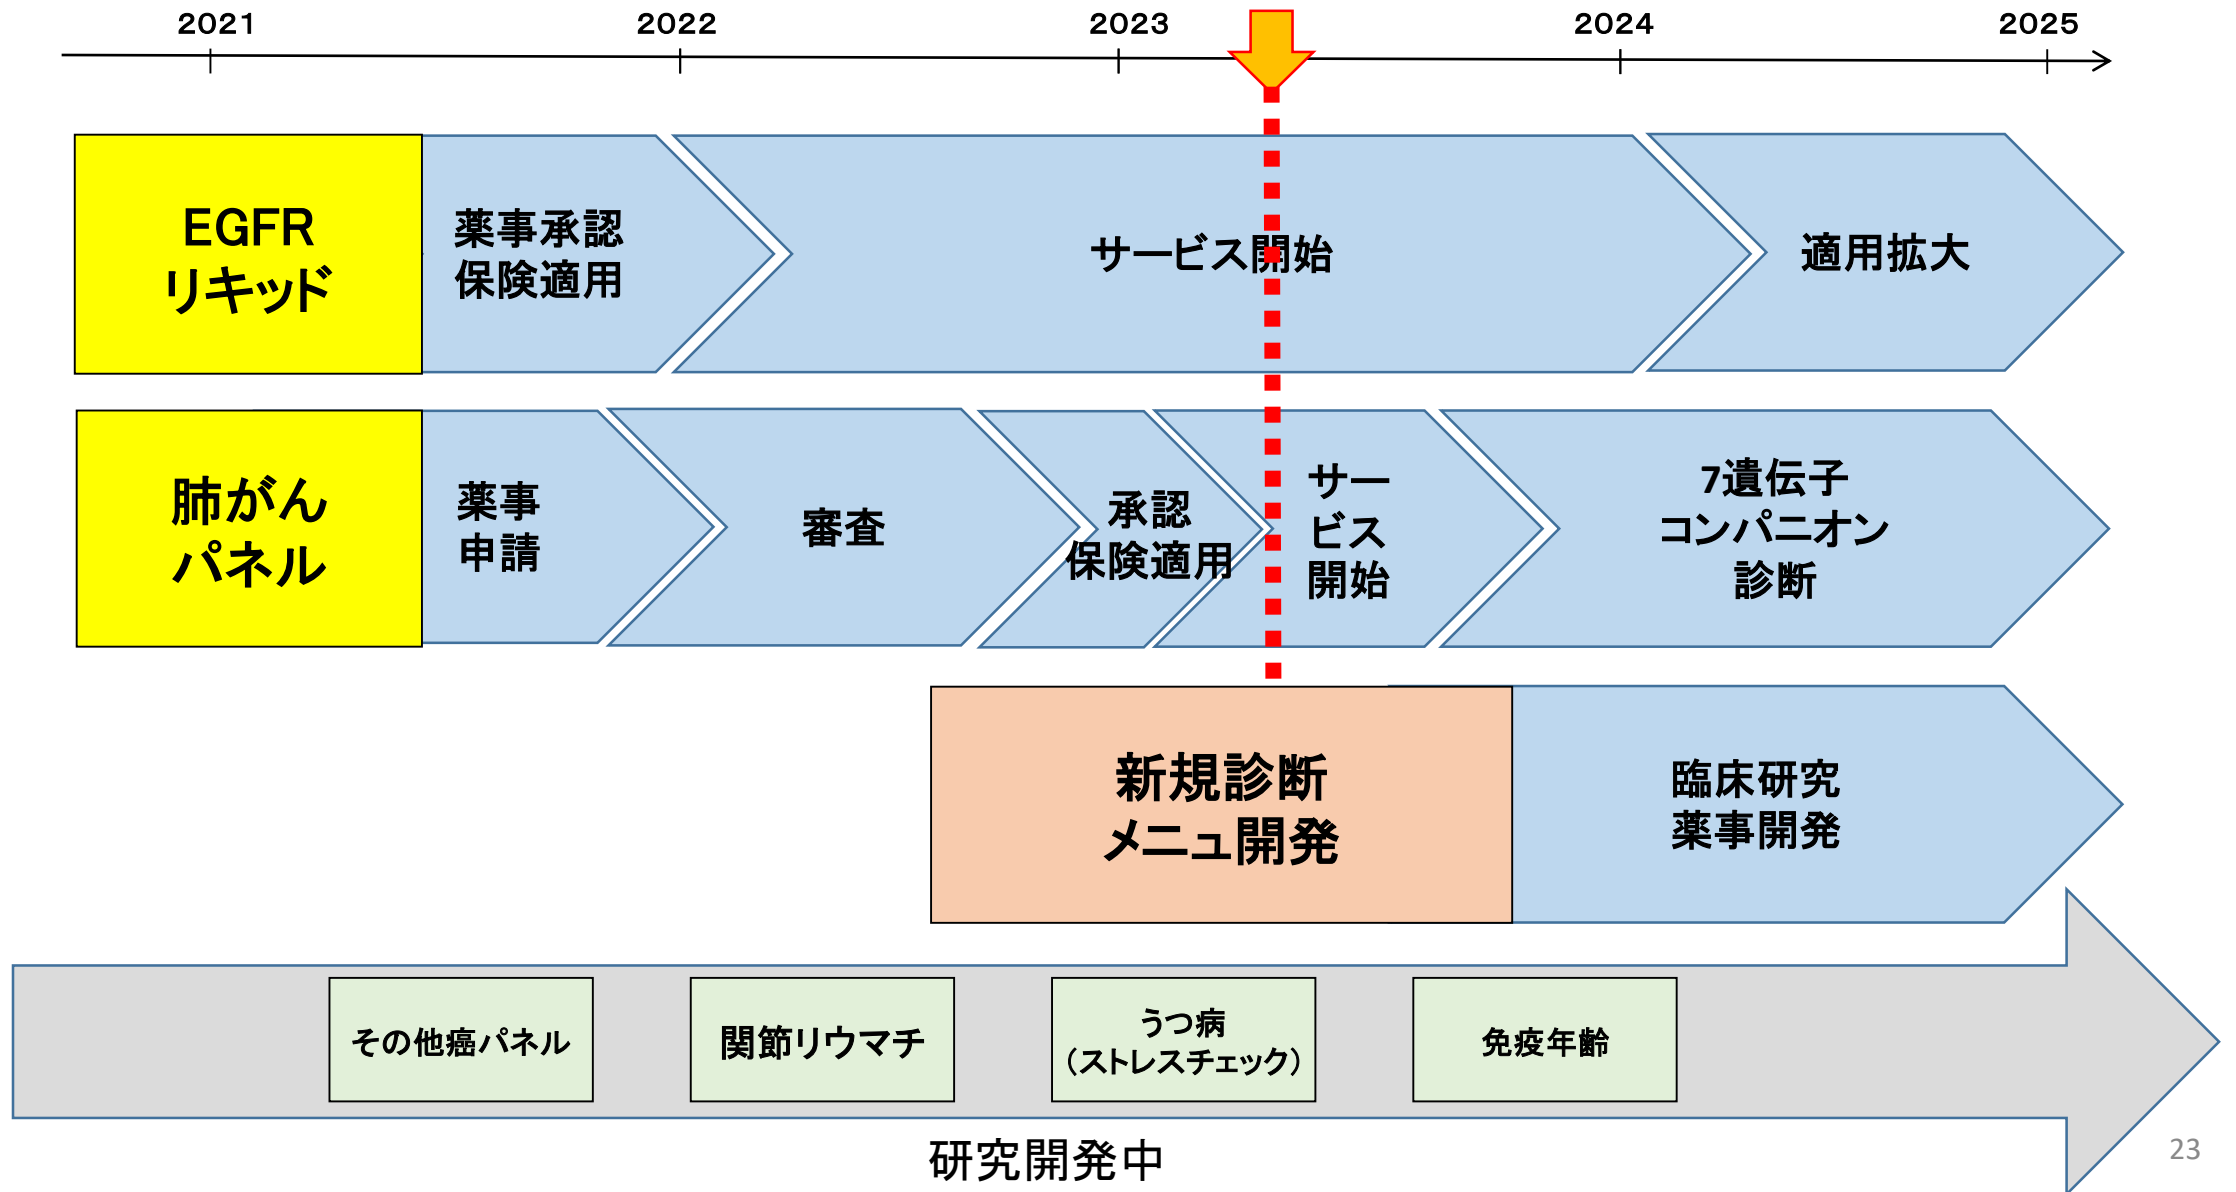 2021
2022
2023
2024
2025
EGFR
リキッド
薬事承認
保険適用
サービス開始
適用拡大
肺がん
パネル
薬事
申請
審査
承認
保険適用
サー
ビス
開始
7遺伝子
コンパニオン
診断
新規診断
メニュ開発
臨床研究
薬事開発
その他癌パネル
関節リウマチ
うつ病
（ストレスチェック）
免疫年齢
研究開発中
23